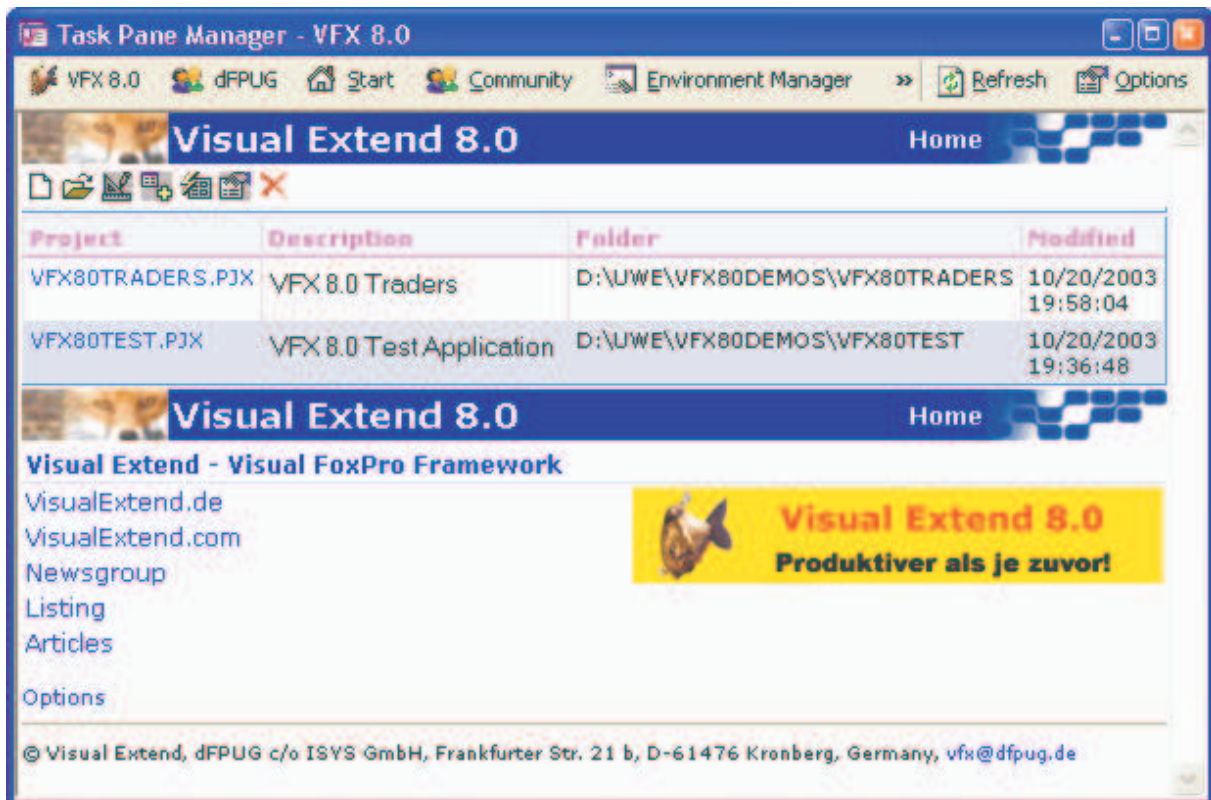 Task Pane Manager - VFX 8.0
VFX 8.0 dFPUG Start Community Environment Manager » Refresh Options
Visual Extend 8.0 Home
Project Description Folder Modified
VFX80TRADERS.PJX VFX 8.0 Traders D:\UWE\VFX80DEMOS\VFX80TRADERS 10/20/2003
19:58:04
VFX80TEST.PJX VFX 8.0 Test Application D:\UWE\VFX80DEMOS\VFX80TEST 10/20/2003
19:36:48
Visual Extend 8.0 Home
Visual Extend - Visual FoxPro Framework
VisualExtend.de
VisualExtend.com
Newsgroup
Listing
Articles
Visual Extend 8.0
Produktiver als je zuvor!
Options
© Visual Extend, dFPUG c/o ISYS GmbH, Frankfurter Str. 21 b, D-61476 Kronberg, Germany, vfx@dfpug.de